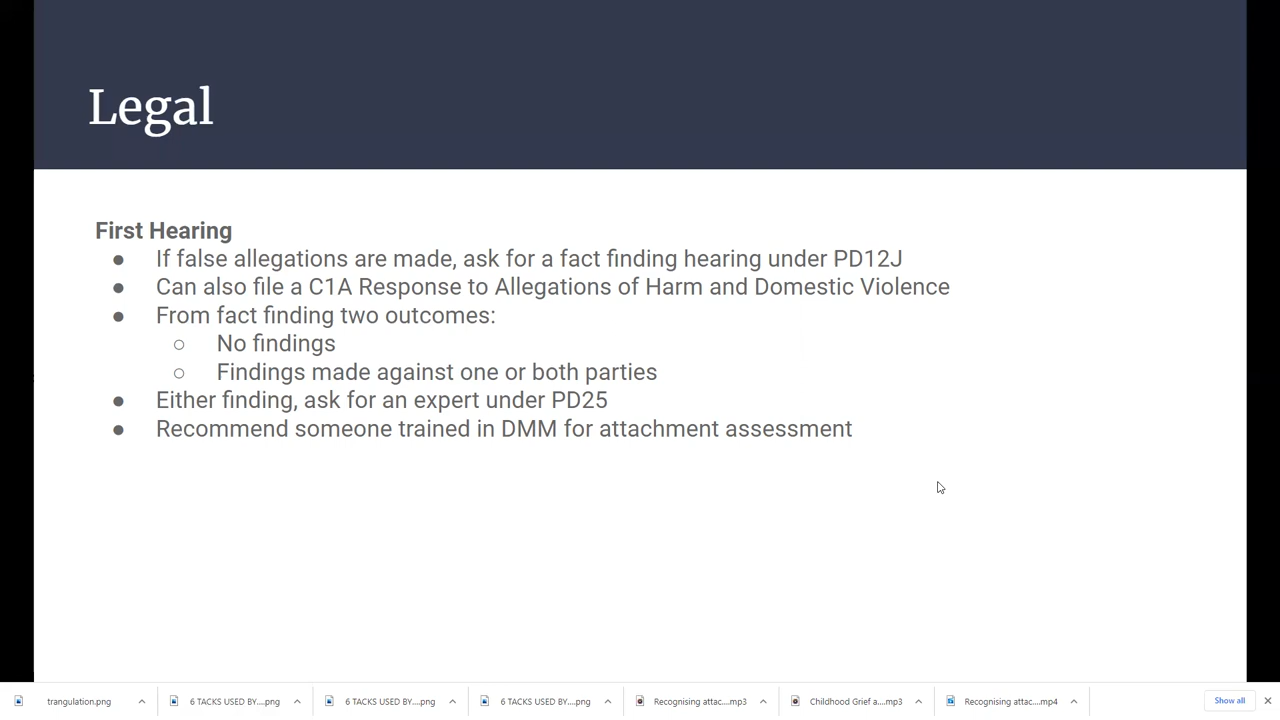 Legal
First Hearing
● If false allegations are made, ask for a fact finding hearing under PD12J
● Can also file a C1A Response to Allegations of Harm and Domestic Violence
● From fact finding two outcomes:
○ No findings
○ Findings made against one or both parties
● Either finding, ask for an expert under PD25
● Recommend someone trained in DMM for attachment assessment
trangulation.png 6 TACKS USED BY....png 6 TACKS USED BY....png 6 TACKS USED BY....png Recognising attac....mp3 Childhood Grief a....mp3 Recognising attac....mp4 Show all